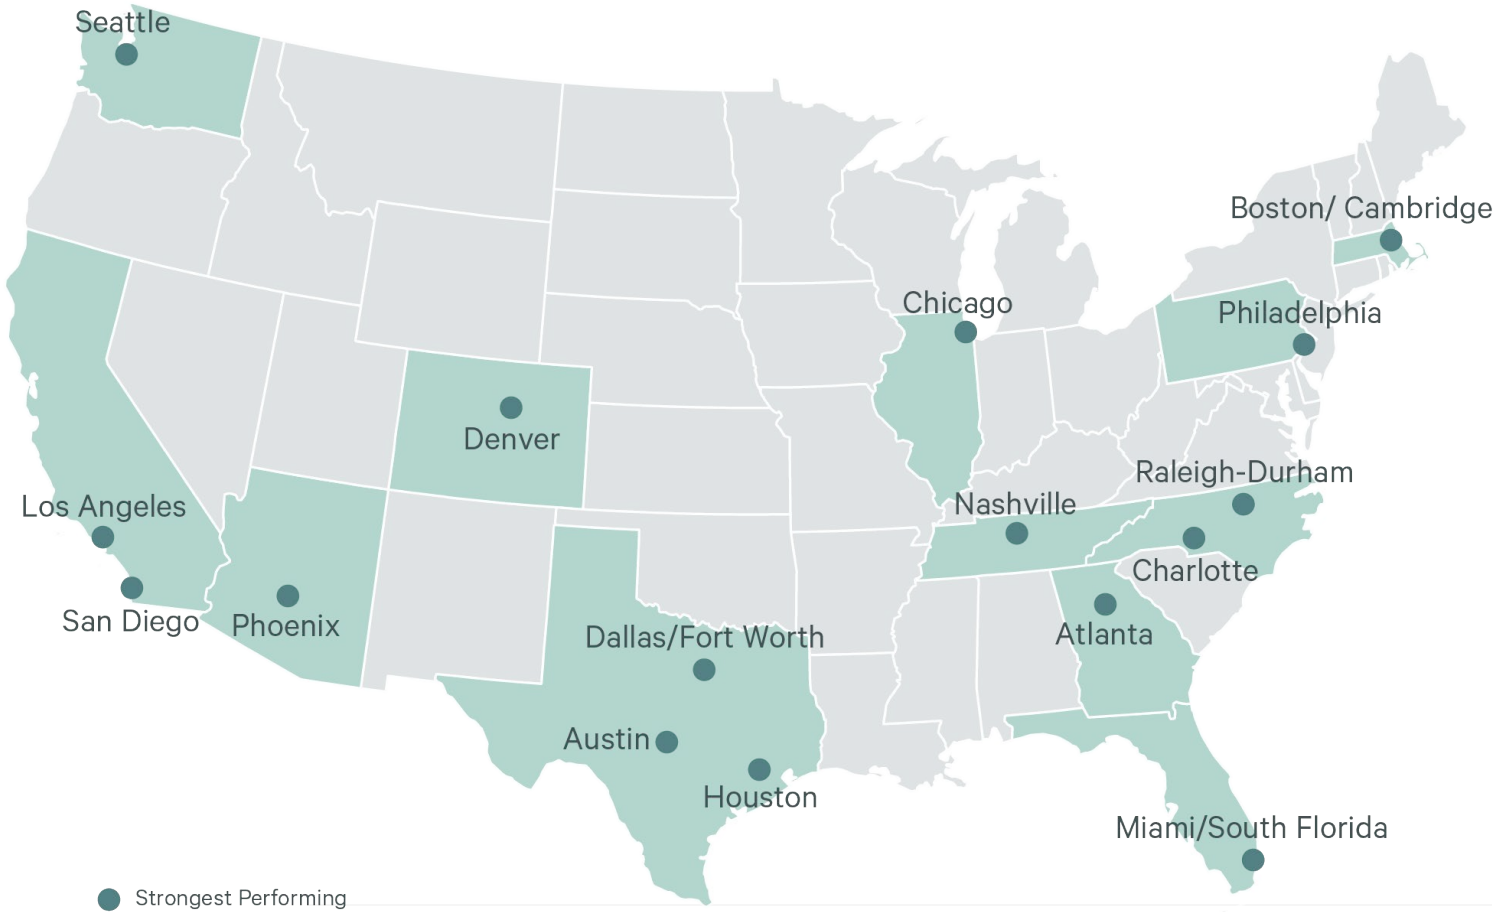 Seattle
Boston/ Cambridge
Chicago
Philadelphia
Denver
Raleigh-Durham
Los Angeles
Nashville
Charlotte
San Diego
Phoenix
Dallas/Fort Worth
Atlanta
Austin
Houston
Miami/South Florida
Strongest Performing